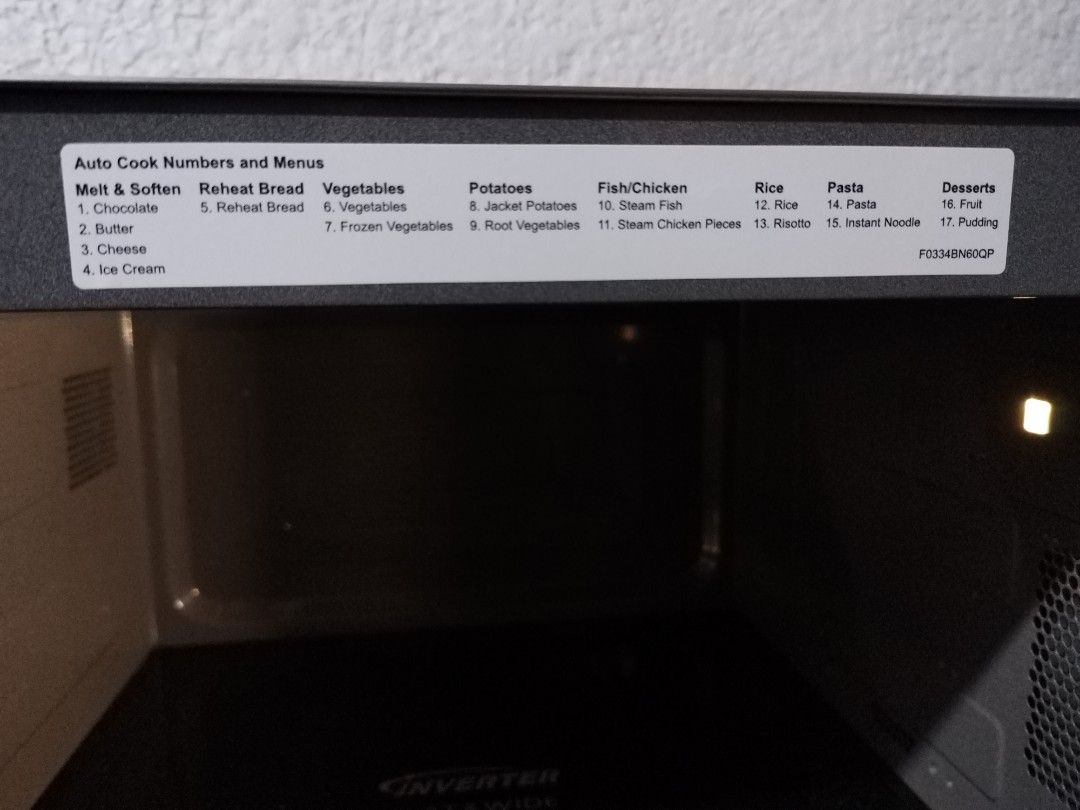 Auto Cook Numbers and Menus
Melt & Soften
1. Chocolate
2. Butter
3. Cheese
4. Ice Cream
Reheat Bread
5. Reheat Bread
Vegetables
6. Vegetables
7. Frozen Vegetables
Potatoes
8. Jacket Potatoes
9. Root Vegetables
Fish/Chicken
10. Steam Fish
11. Steam Chicken Pieces
Rice
12. Rice
13. Risotto
Pasta
14. Pasta
15. Instant Noodle
Desserts
16. Fruit
17. Pudding
F0334BN60QP
INVERTER